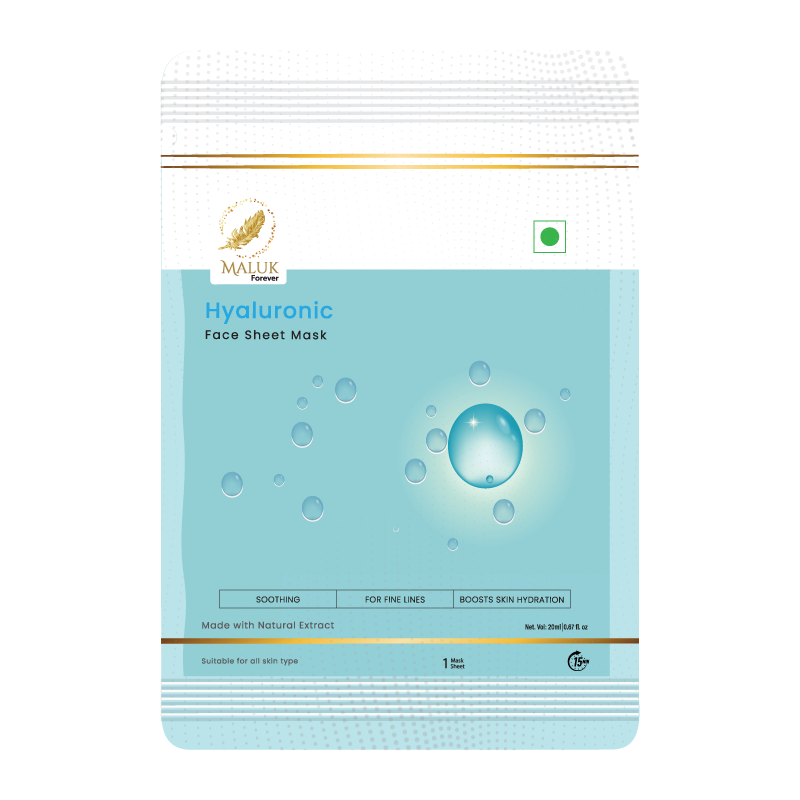 MALUK
Forever
Hyaluronic
Face Sheet Mask
SOOTHING
FOR FINE LINES
BOOSTS SKIN HYDRATION
Made with Natural Extract
Net. Vol: 20ml|0.67 fl. oz
Suitable for all skin type
1 Mask
Sheet
15 MIN